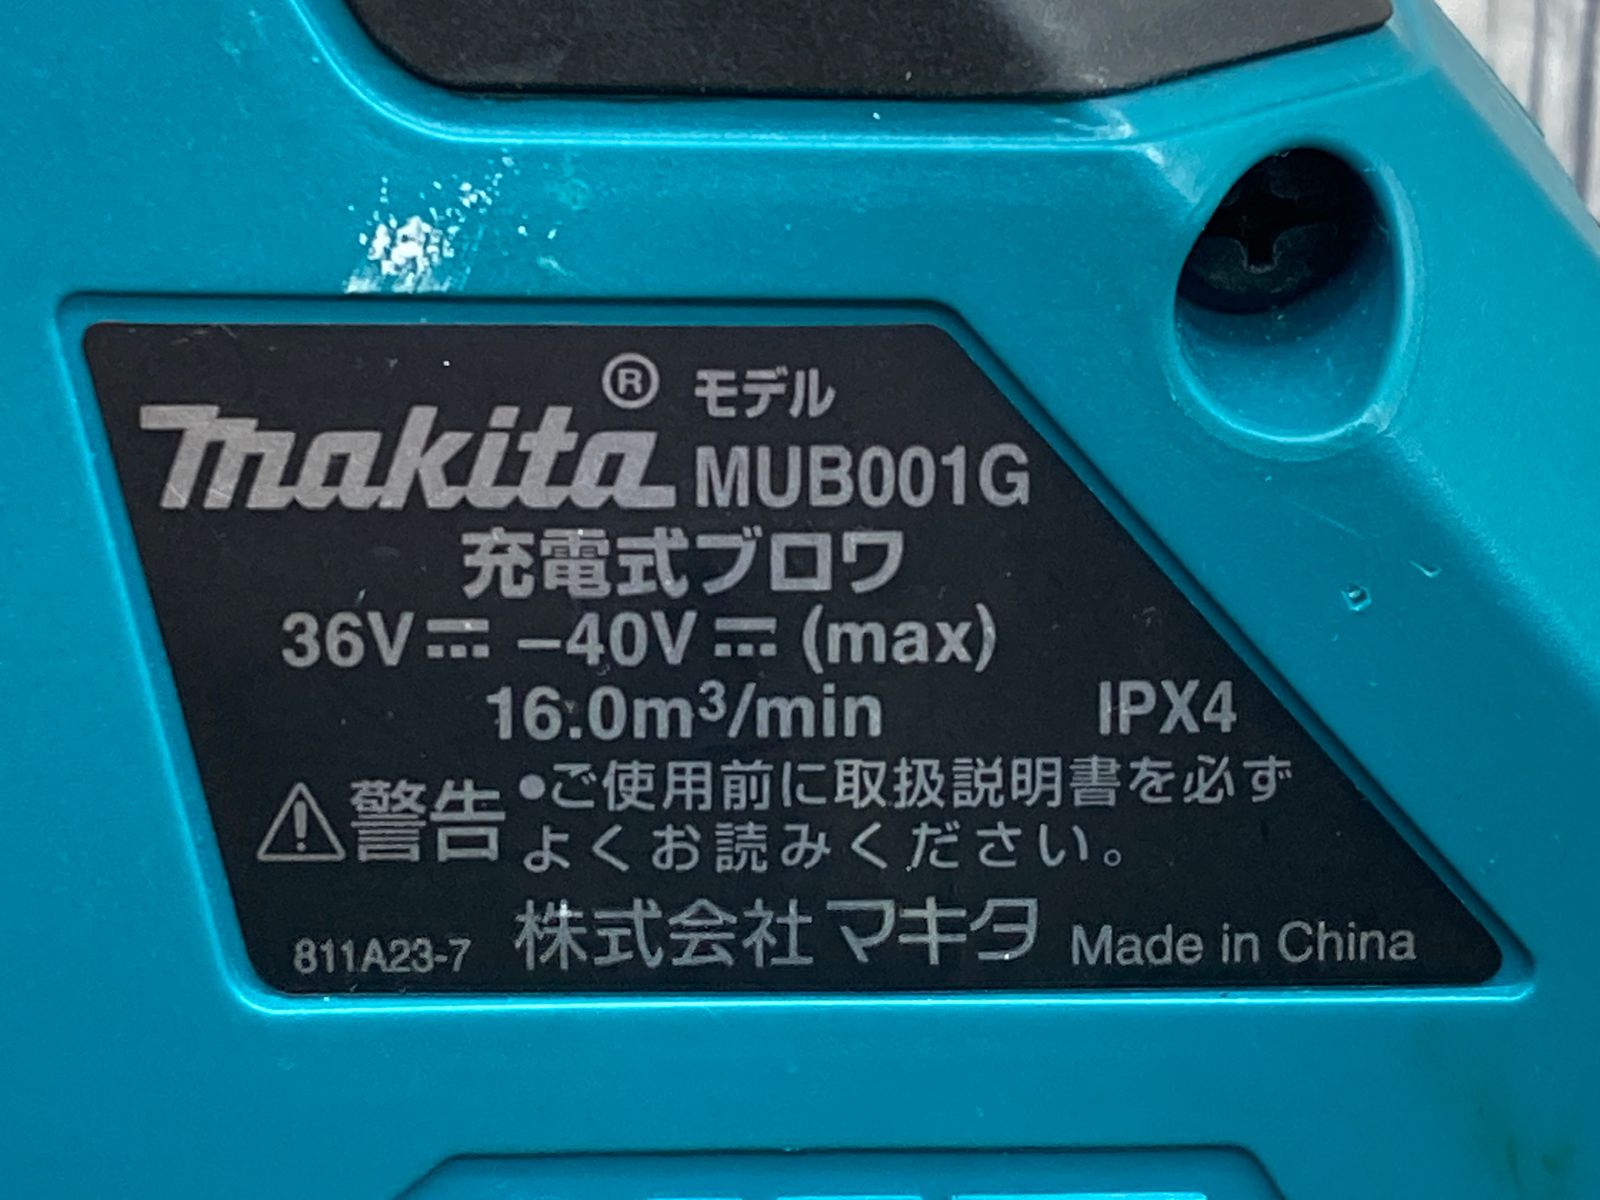 makita® モデル
MUB001G
充電式ブロワ
36V⎓ –40V⎓ (max)
16.0m³/min IPX4
⚠警告 •ご使用前に取扱説明書を必ず
よくお読みください。
811A23-7 株式会社マキタ Made in China